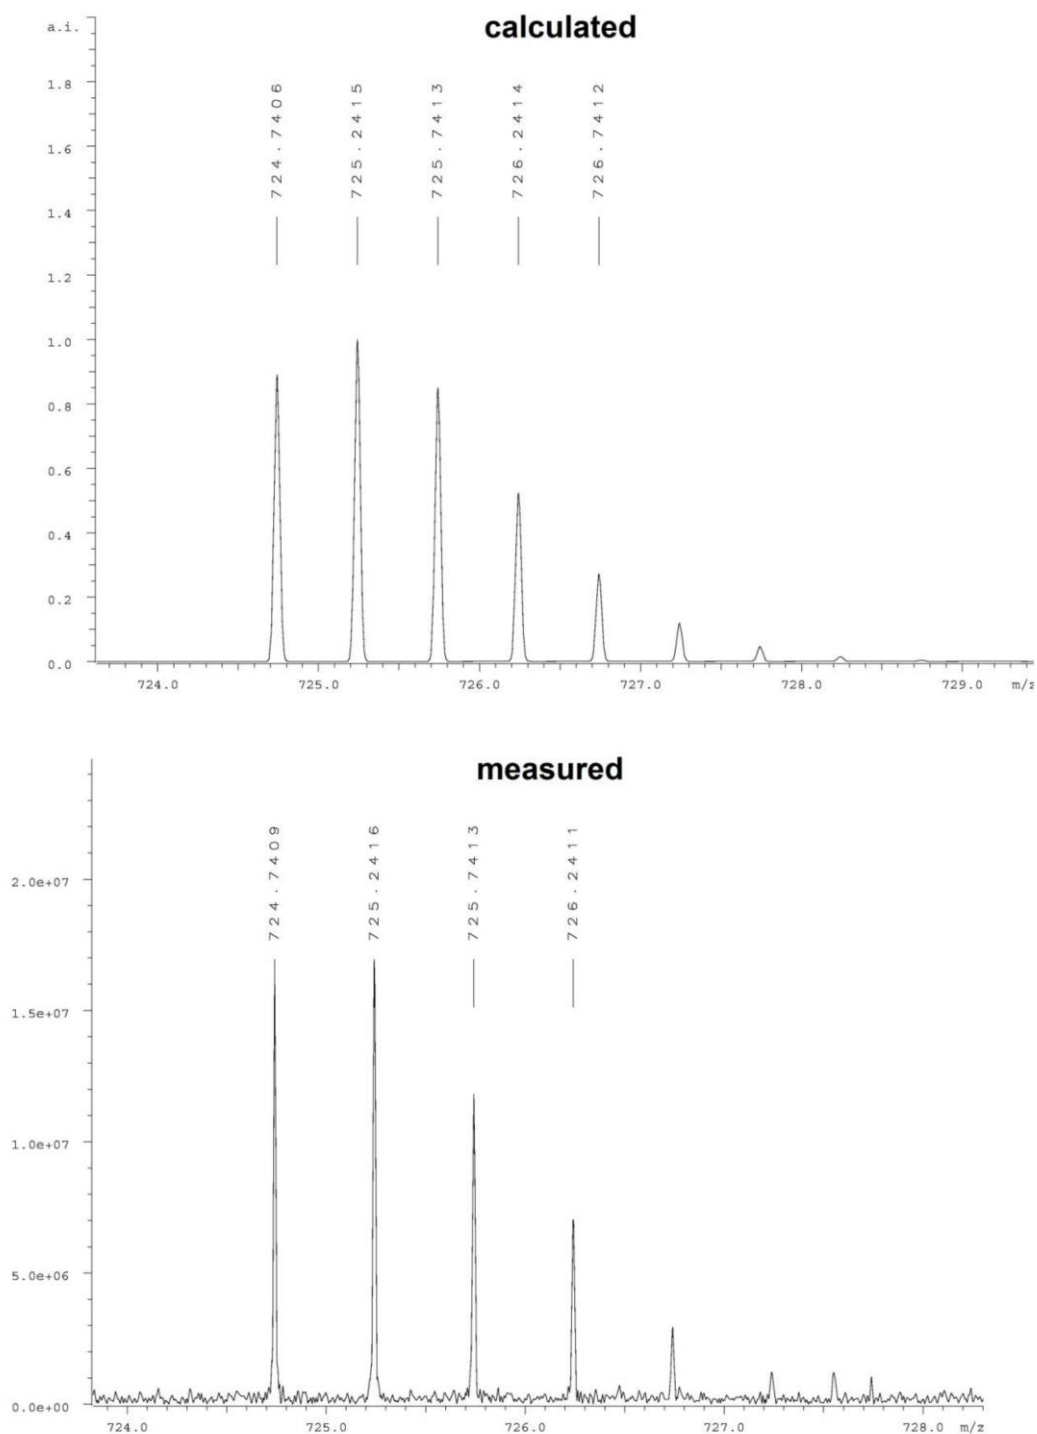 calculated
a.i.
1.8
1.6
1.4
1.2
1.0
0.8
0.6
0.4
0.2
0.0
724.7406
725.2415
725.7413
726.2414
726.7412
724.0 725.0 726.0 727.0 728.0 729.0 m/z
measured
2.0e+07
1.5e+07
1.0e+07
5.0e+06
0.0e+00
724.7409
725.2416
725.7413
726.2411
724.0 725.0 726.0 727.0 728.0 m/z